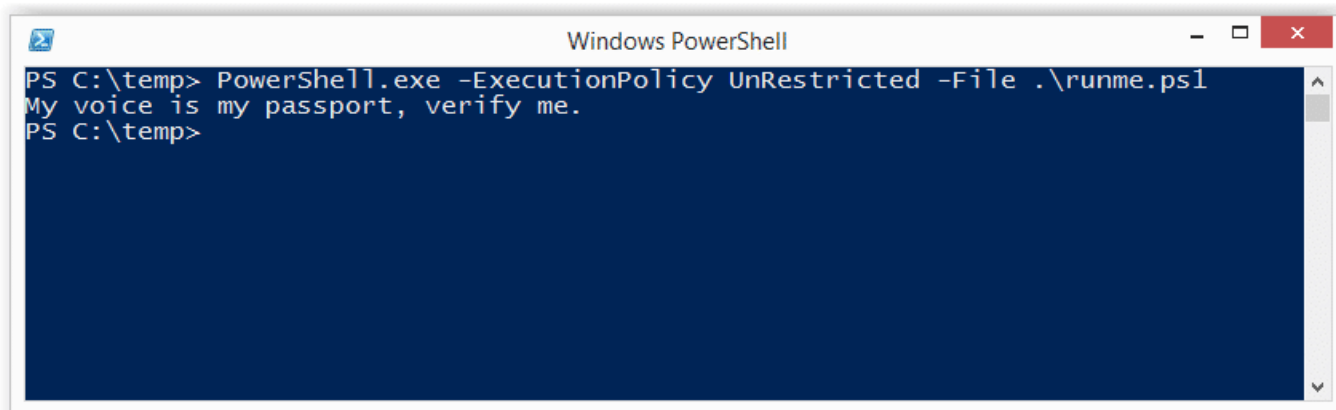 Windows PowerShell
PS C:\temp> PowerShell.exe -ExecutionPolicy UnRestricted -File .\runme.ps1
My voice is my passport, verify me.
PS C:\temp>